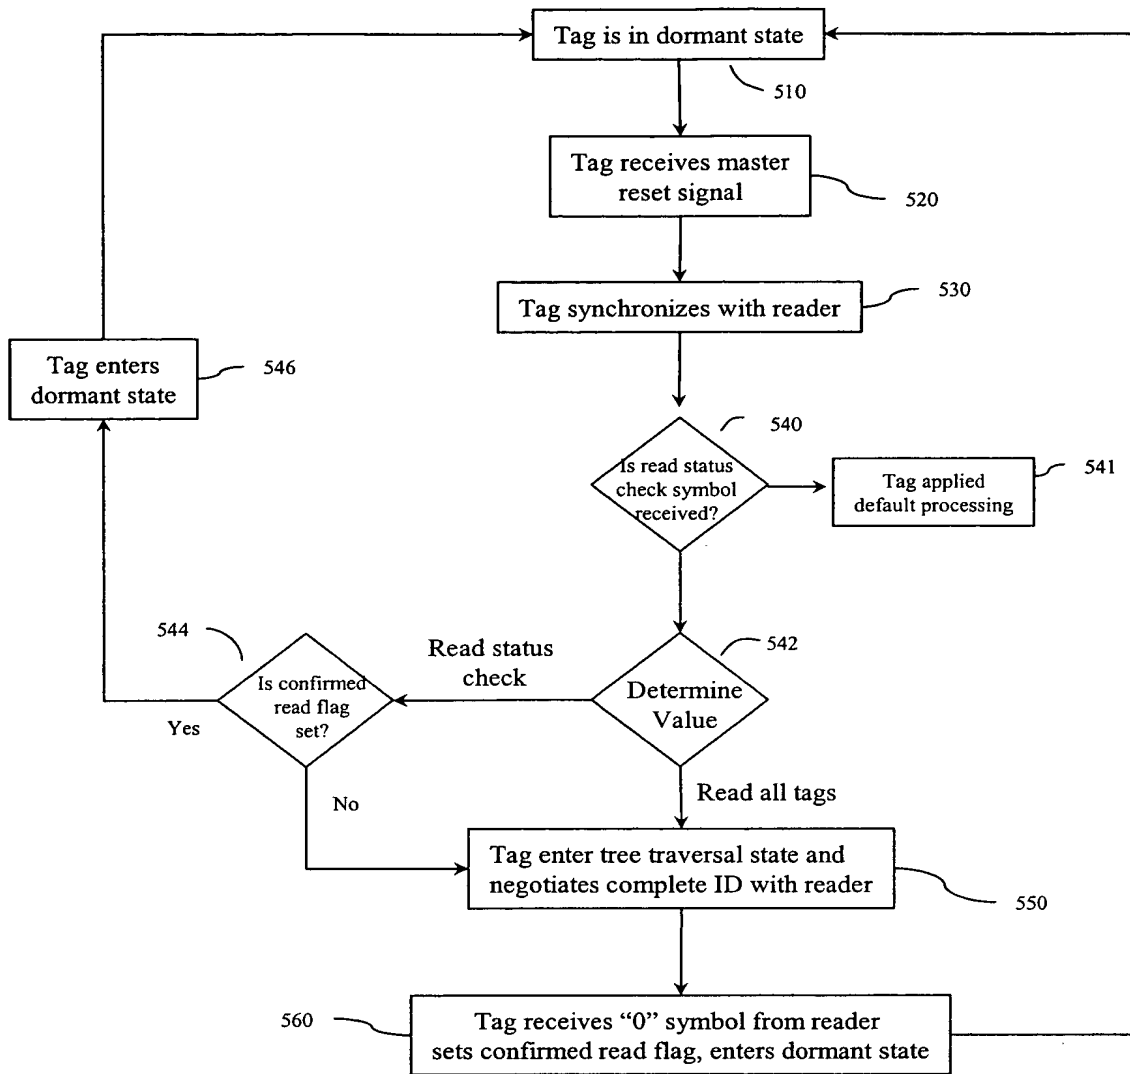 Tag is in dormant state
510
Tag receives master
reset signal
520
Tag synchronizes with reader
530
Tag enters
dormant state
546
540
Is read status
check symbol
received?
Tag applied
default processing
541
544
Read status
check
542
Is confirmed
read flag
set?
Determine
Value
Yes
No
Read all tags
Tag enter tree traversal state and
negotiates complete ID with reader
550
560
Tag receives “0” symbol from reader
sets confirmed read flag, enters dormant state